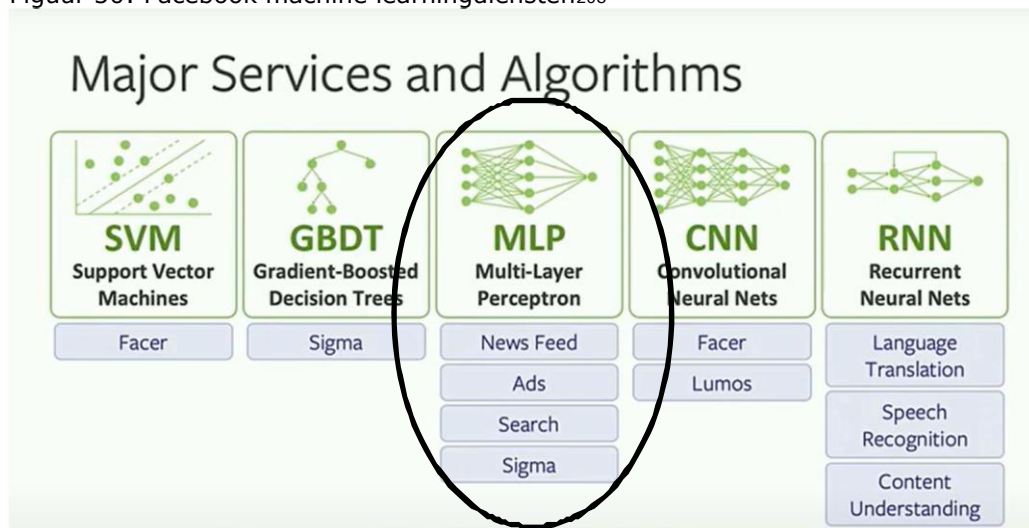 Figuur Facebook machine learningdiensten
Major Services and Algorithms
SVM
Support Vector
Machines
Facer
GBDT
Gradient-Boosted
Decision Trees
Sigma
MLP
Multi-Layer
Perceptron
News Feed
Ads
Search
Sigma
CNN
Convolutional
Neural Nets
Facer
Lumos
RNN
Recurrent
Neural Nets
Language
Translation
Speech
Recognition
Content
Understanding